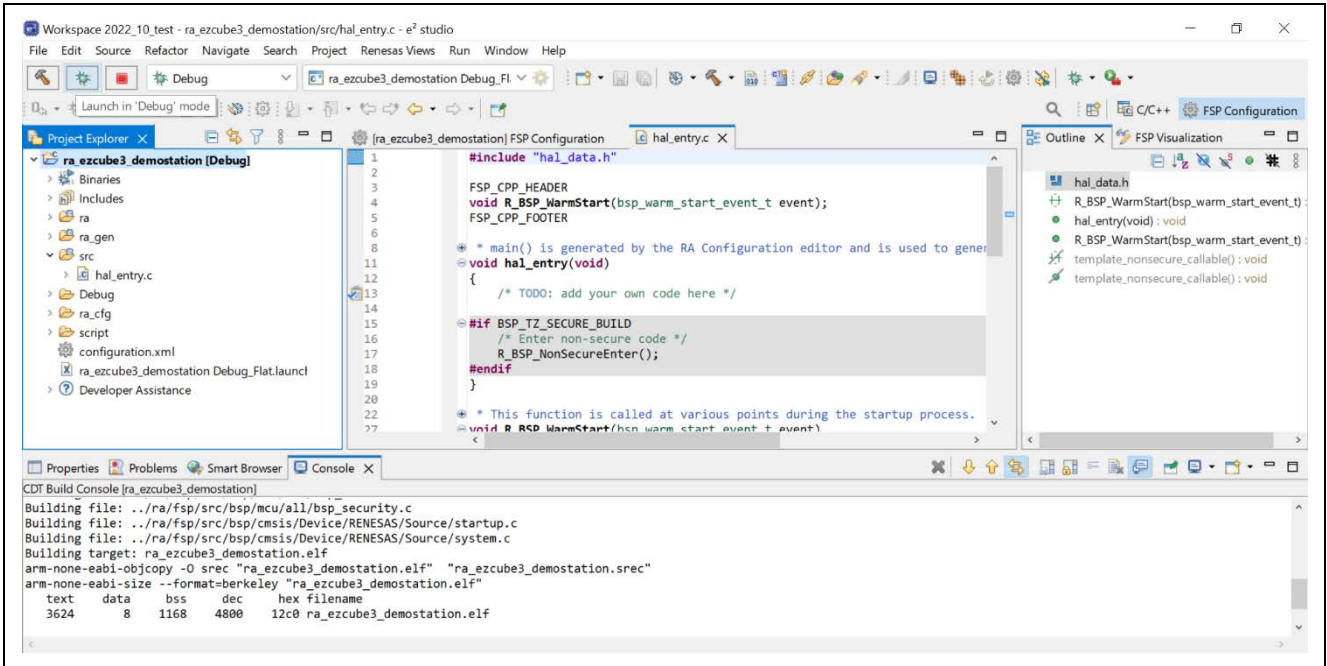 Workspace 2022_10_test - ra_ezcube3_demostation/src/hal_entry.c - e² studio
File Edit Source Refactor Navigate Search Project Renesas Views Run Window Help
Debug
ra_ezcube3_demostation Debug_Fl
Launch in 'Debug' mode
C/C++
FSP Configuration
Project Explorer
ra_ezcube3_demostation [Debug]
Binaries
Includes
ra
ra_gen
src
hal_entry.c
Debug
ra_cfg
script
configuration.xml
ra_ezcube3_demostation Debug_Flat.launch
Developer Assistance
[ra_ezcube3_demostation] FSP Configuration
hal_entry.c
1 #include "hal_data.h"
2
3 FSP_CPP_HEADER
4 void R_BSP_WarmStart(bsp_warm_start_event_t event);
5 FSP_CPP_FOOTER
6
8 * main() is generated by the RA Configuration editor and is used to gener
11 void hal_entry(void)
12 {
13 /* TODO: add your own code here */
14
15 #if BSP_TZ_SECURE_BUILD
16 /* Enter non-secure code */
17 R_BSP_NonSecureEnter();
18 #endif
19 }
20
22 * This function is called at various points during the startup process.
27 void R_BSP_WarmStart(bsp_warm_start_event_t event)
Outline
FSP Visualization
hal_data.h
R_BSP_WarmStart(bsp_warm_start_event_t) :
hal_entry(void) : void
R_BSP_WarmStart(bsp_warm_start_event_t) :
template_nonsecure_callable() : void
template_nonsecure_callable() : void
Properties
Problems
Smart Browser
Console
CDT Build Console [ra_ezcube3_demostation]
Building file: ../ra/fsp/src/bsp/mcu/all/bsp_security.c
Building file: ../ra/fsp/src/bsp/cmsis/Device/RENESAS/Source/startup.c
Building file: ../ra/fsp/src/bsp/cmsis/Device/RENESAS/Source/system.c
Building target: ra_ezcube3_demostation.elf
arm-none-eabi-objcopy -O srec "ra_ezcube3_demostation.elf" "ra_ezcube3_demostation.srec"
arm-none-eabi-size --format=berkeley "ra_ezcube3_demostation.elf"
text data bss dec hex filename
3624 8 1168 4800 12c0 ra_ezcube3_demostation.elf